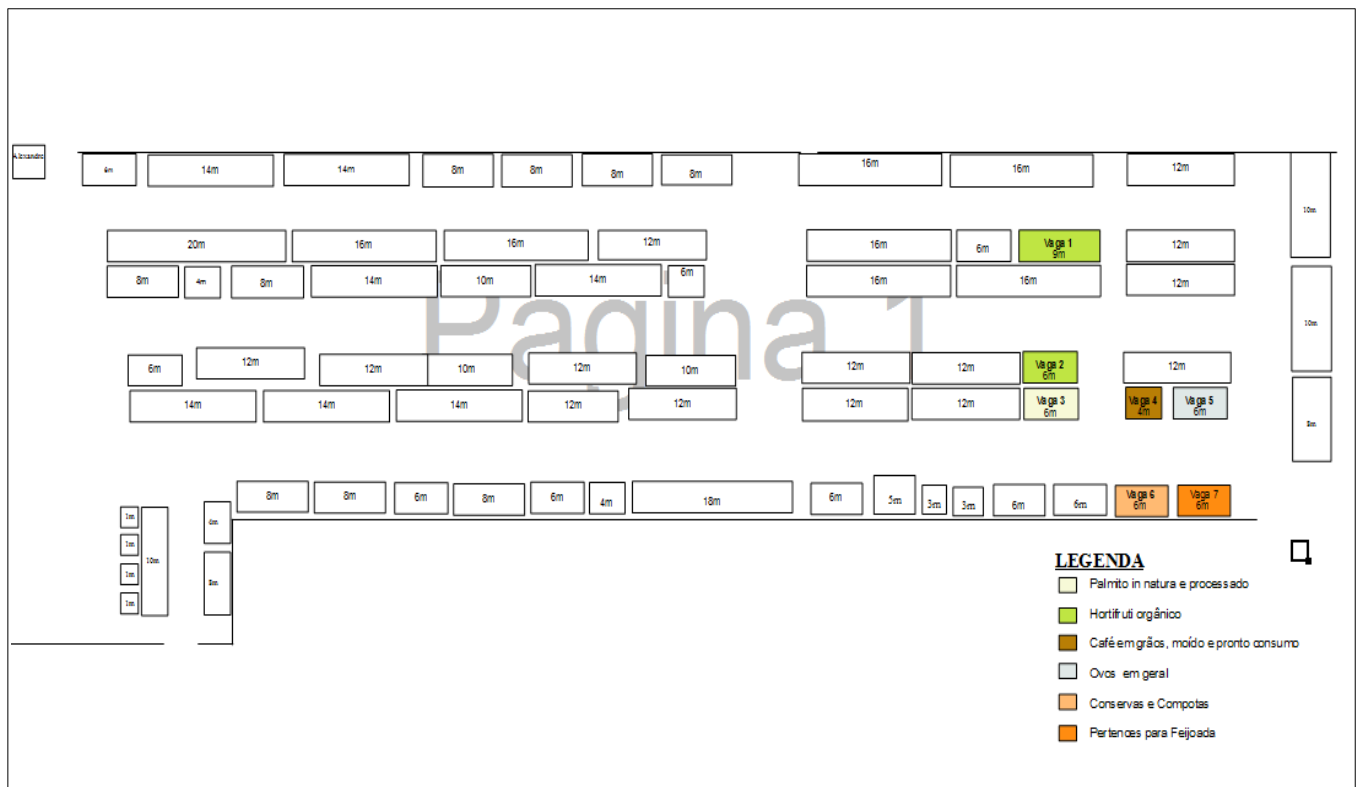 Alexandre
6m 14m 14m 8m 8m 8m 8m 16m 16m 12m
10m
20m 16m 16m 12m 16m 6m Vaga 1 12m
9m
8m 4m 8m 14m 10m 14m 6m 16m 16m 12m
Página 1
10m
6m 12m 12m 10m 12m 10m 12m 12m Vaga 2 12m
6m
14m 14m 14m 12m 12m 12m 12m Vaga 3 Vaga 4 Vaga 5
6m 4m 6m
8m
8m 8m 6m 8m 6m 4m 18m 6m 5m 3m 3m 6m 6m Vaga 6 Vaga 7
6m 6m
1m 6m
1m
10m
1m 8m
1m
LEGENDA
Palmito in natura e processado
Hortifruti orgânico
Café em grãos, moído e pronto consumo
Ovos em geral
Conservas e Compotas
Pertences para Feijoada